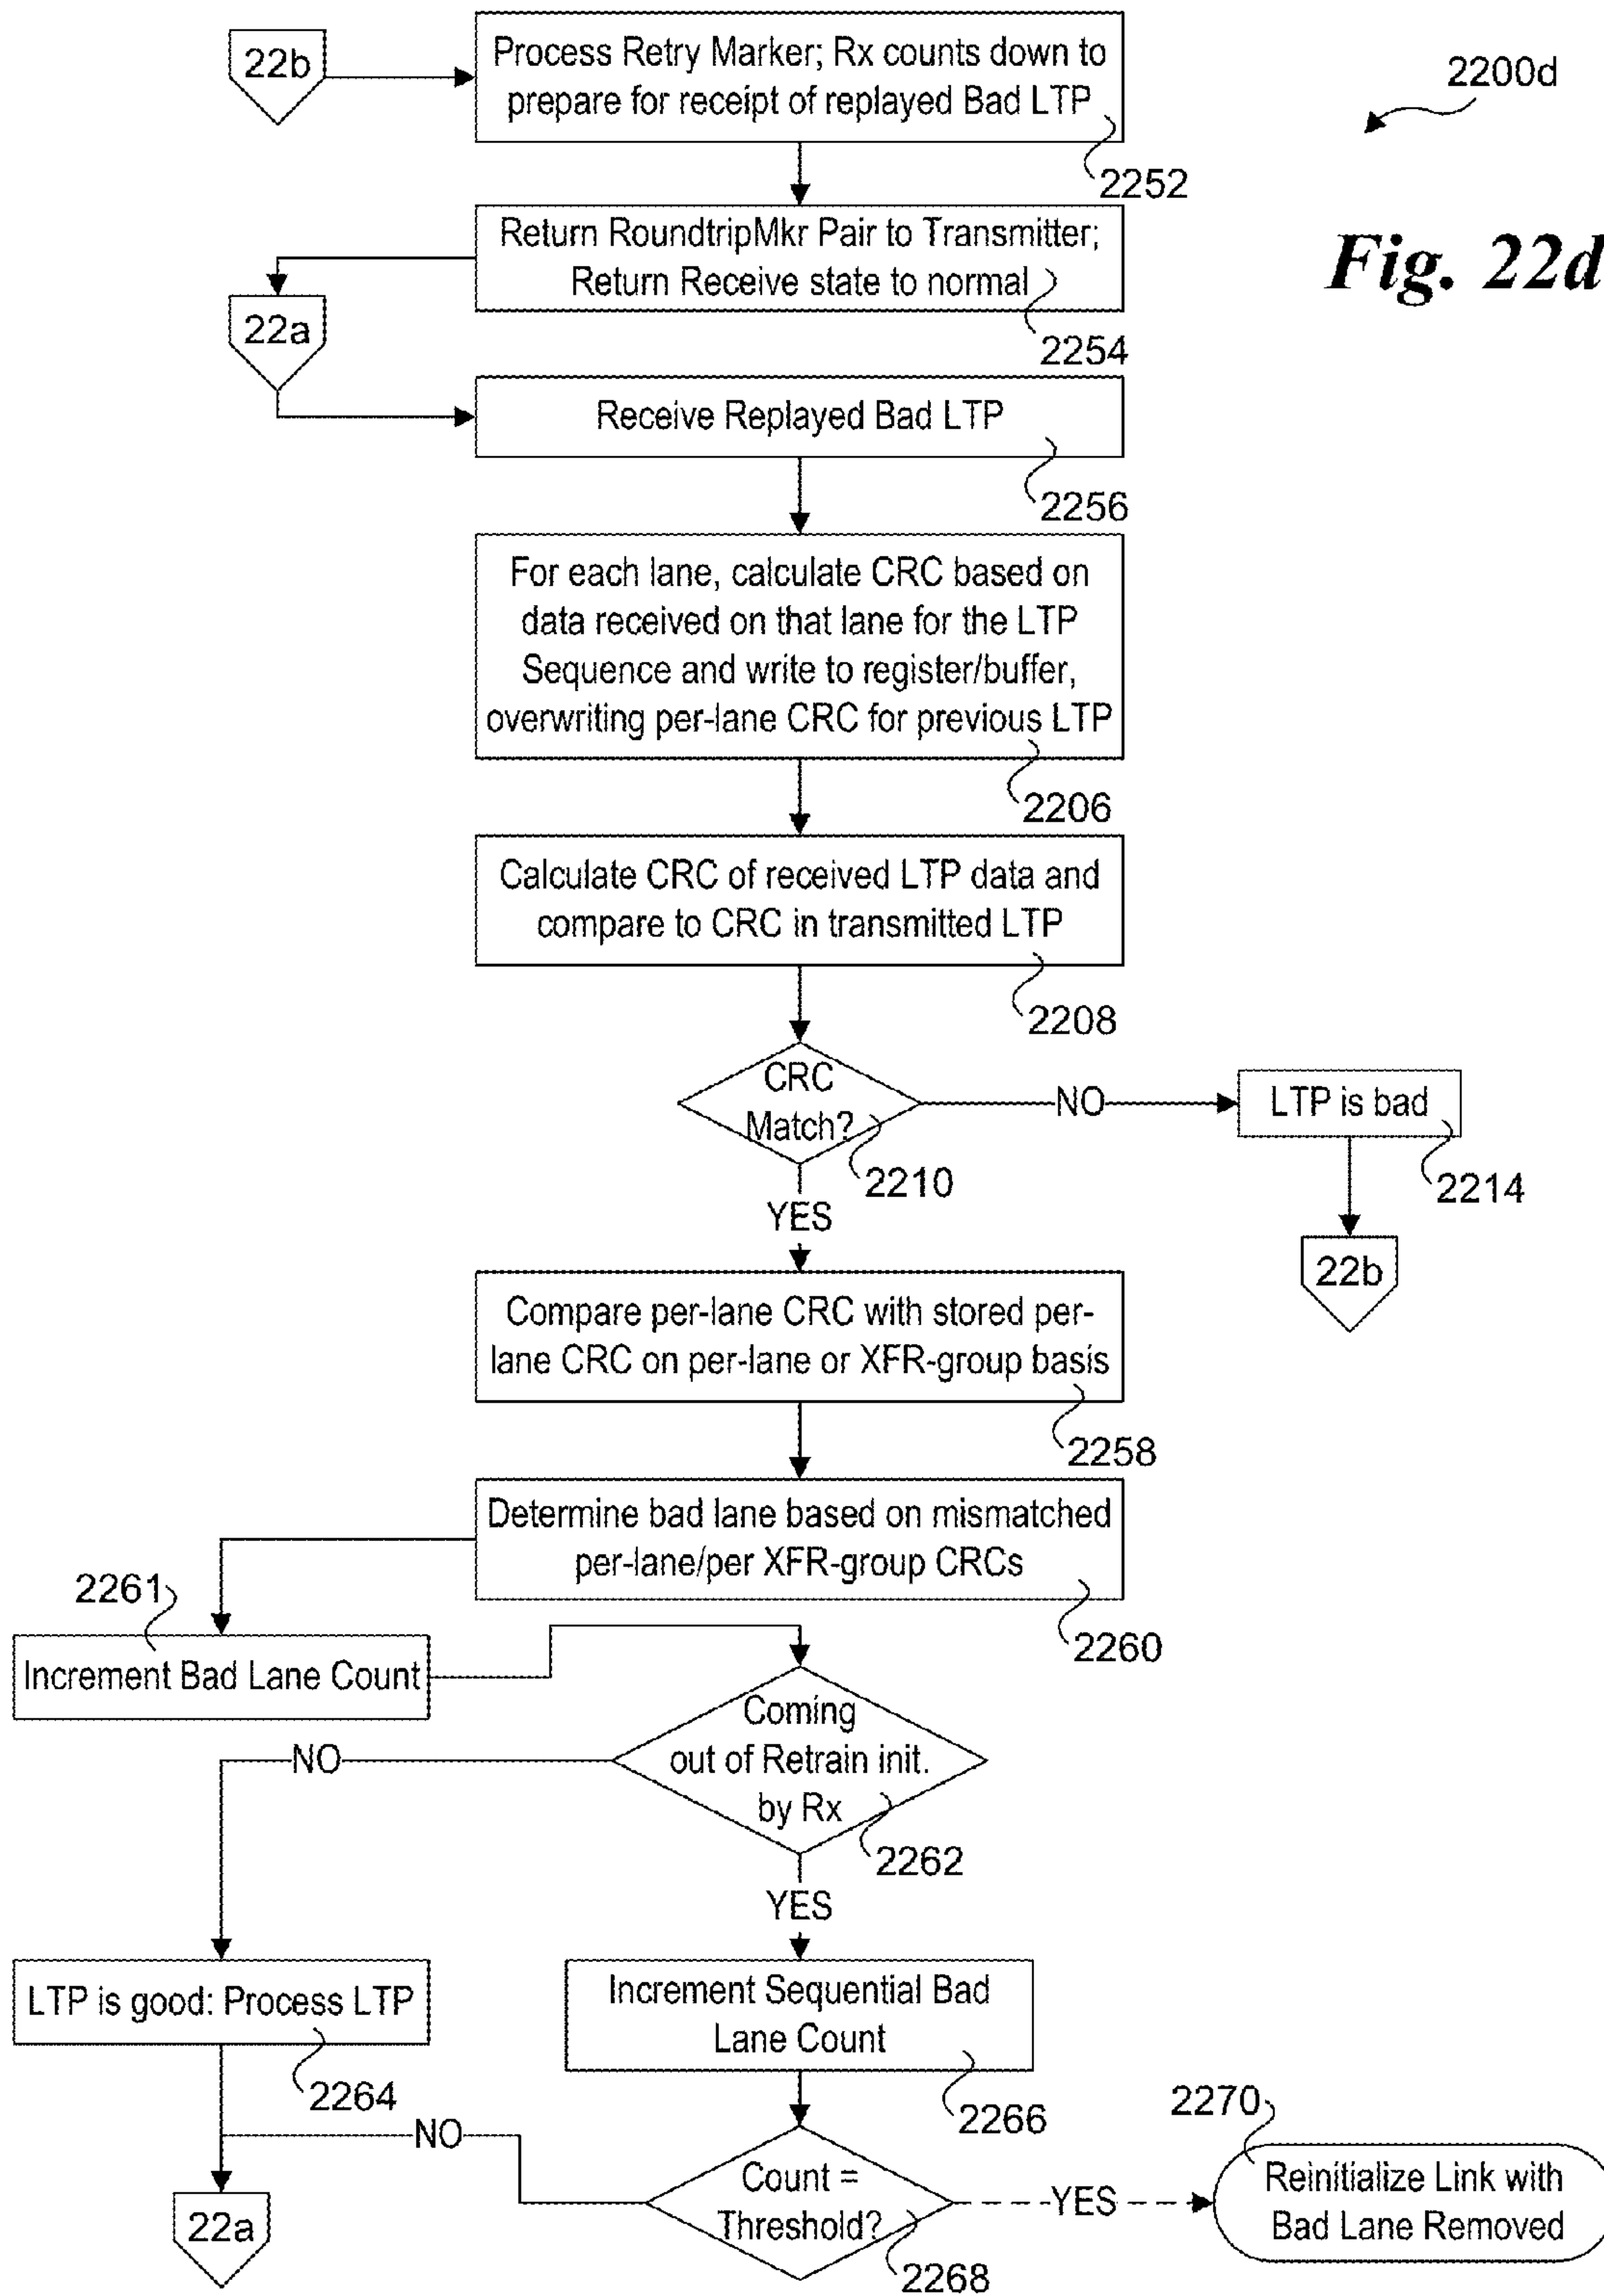 22b
Process Retry Marker; Rx counts down to
prepare for receipt of replayed Bad LTP
2252
2200d
Fig. 22d
Return RoundtripMkr Pair to Transmitter;
Return Receive state to normal
2254
22a
Receive Replayed Bad LTP
2256
For each lane, calculate CRC based on
data received on that lane for the LTP
Sequence and write to register/buffer,
overwriting per-lane CRC for previous LTP
2206
Calculate CRC of received LTP data and
compare to CRC in transmitted LTP
2208
CRC
Match?
2210
NO
LTP is bad
2214
22b
YES
Compare per-lane CRC with stored per-
lane CRC on per-lane or XFR-group basis
2258
Determine bad lane based on mismatched
per-lane/per XFR-group CRCs
2260
2261
Increment Bad Lane Count
Coming
out of Retrain init.
by Rx
2262
NO
YES
LTP is good: Process LTP
2264
Increment Sequential Bad
Lane Count
2266
NO
22a
Count =
Threshold?
2268
YES
2270
Reinitialize Link with
Bad Lane Removed